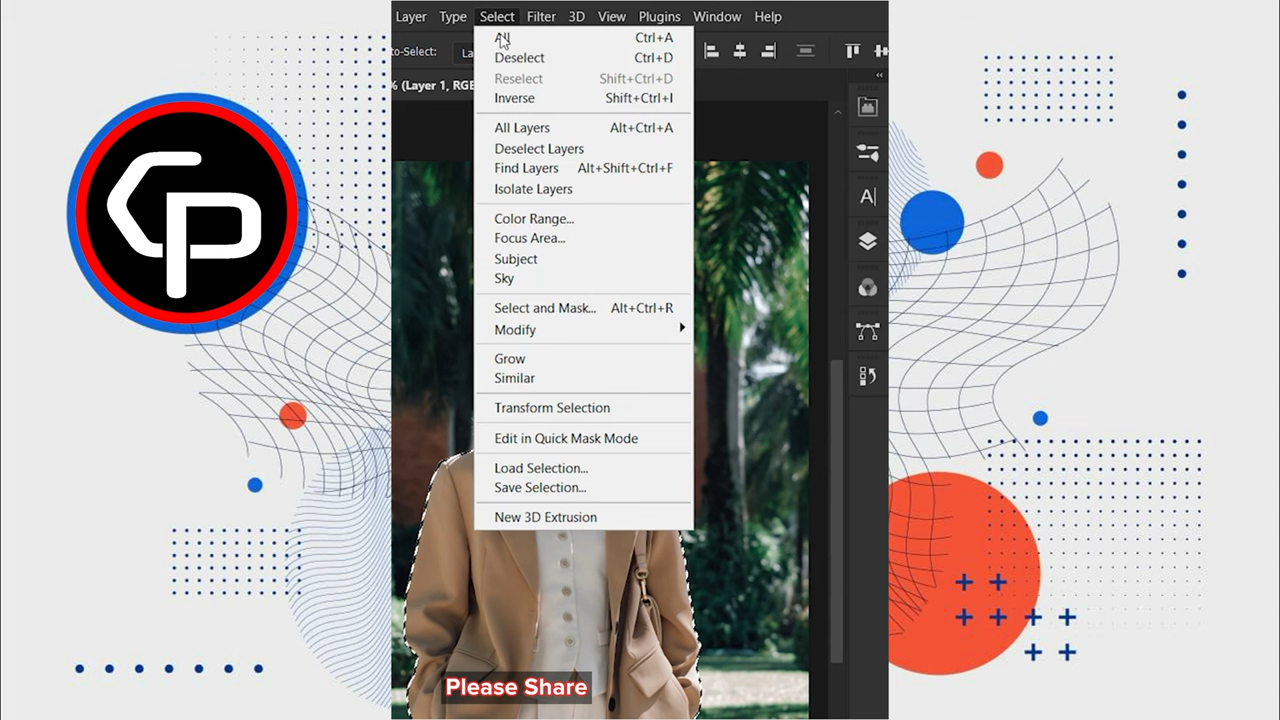 Layer Type Select Filter 3D View Plugins Window Help
to-Select:
% (Layer 1, RGB
All Ctrl+A
Deselect Ctrl+D
Reselect Shift+Ctrl+D
Inverse Shift+Ctrl+I
All Layers Alt+Ctrl+A
Deselect Layers
Find Layers Alt+Shift+Ctrl+F
Isolate Layers
Color Range...
Focus Area...
Subject
Sky
Select and Mask... Alt+Ctrl+R
Modify
Grow
Similar
Transform Selection
Edit in Quick Mask Mode
Load Selection...
Save Selection...
New 3D Extrusion
Please Share